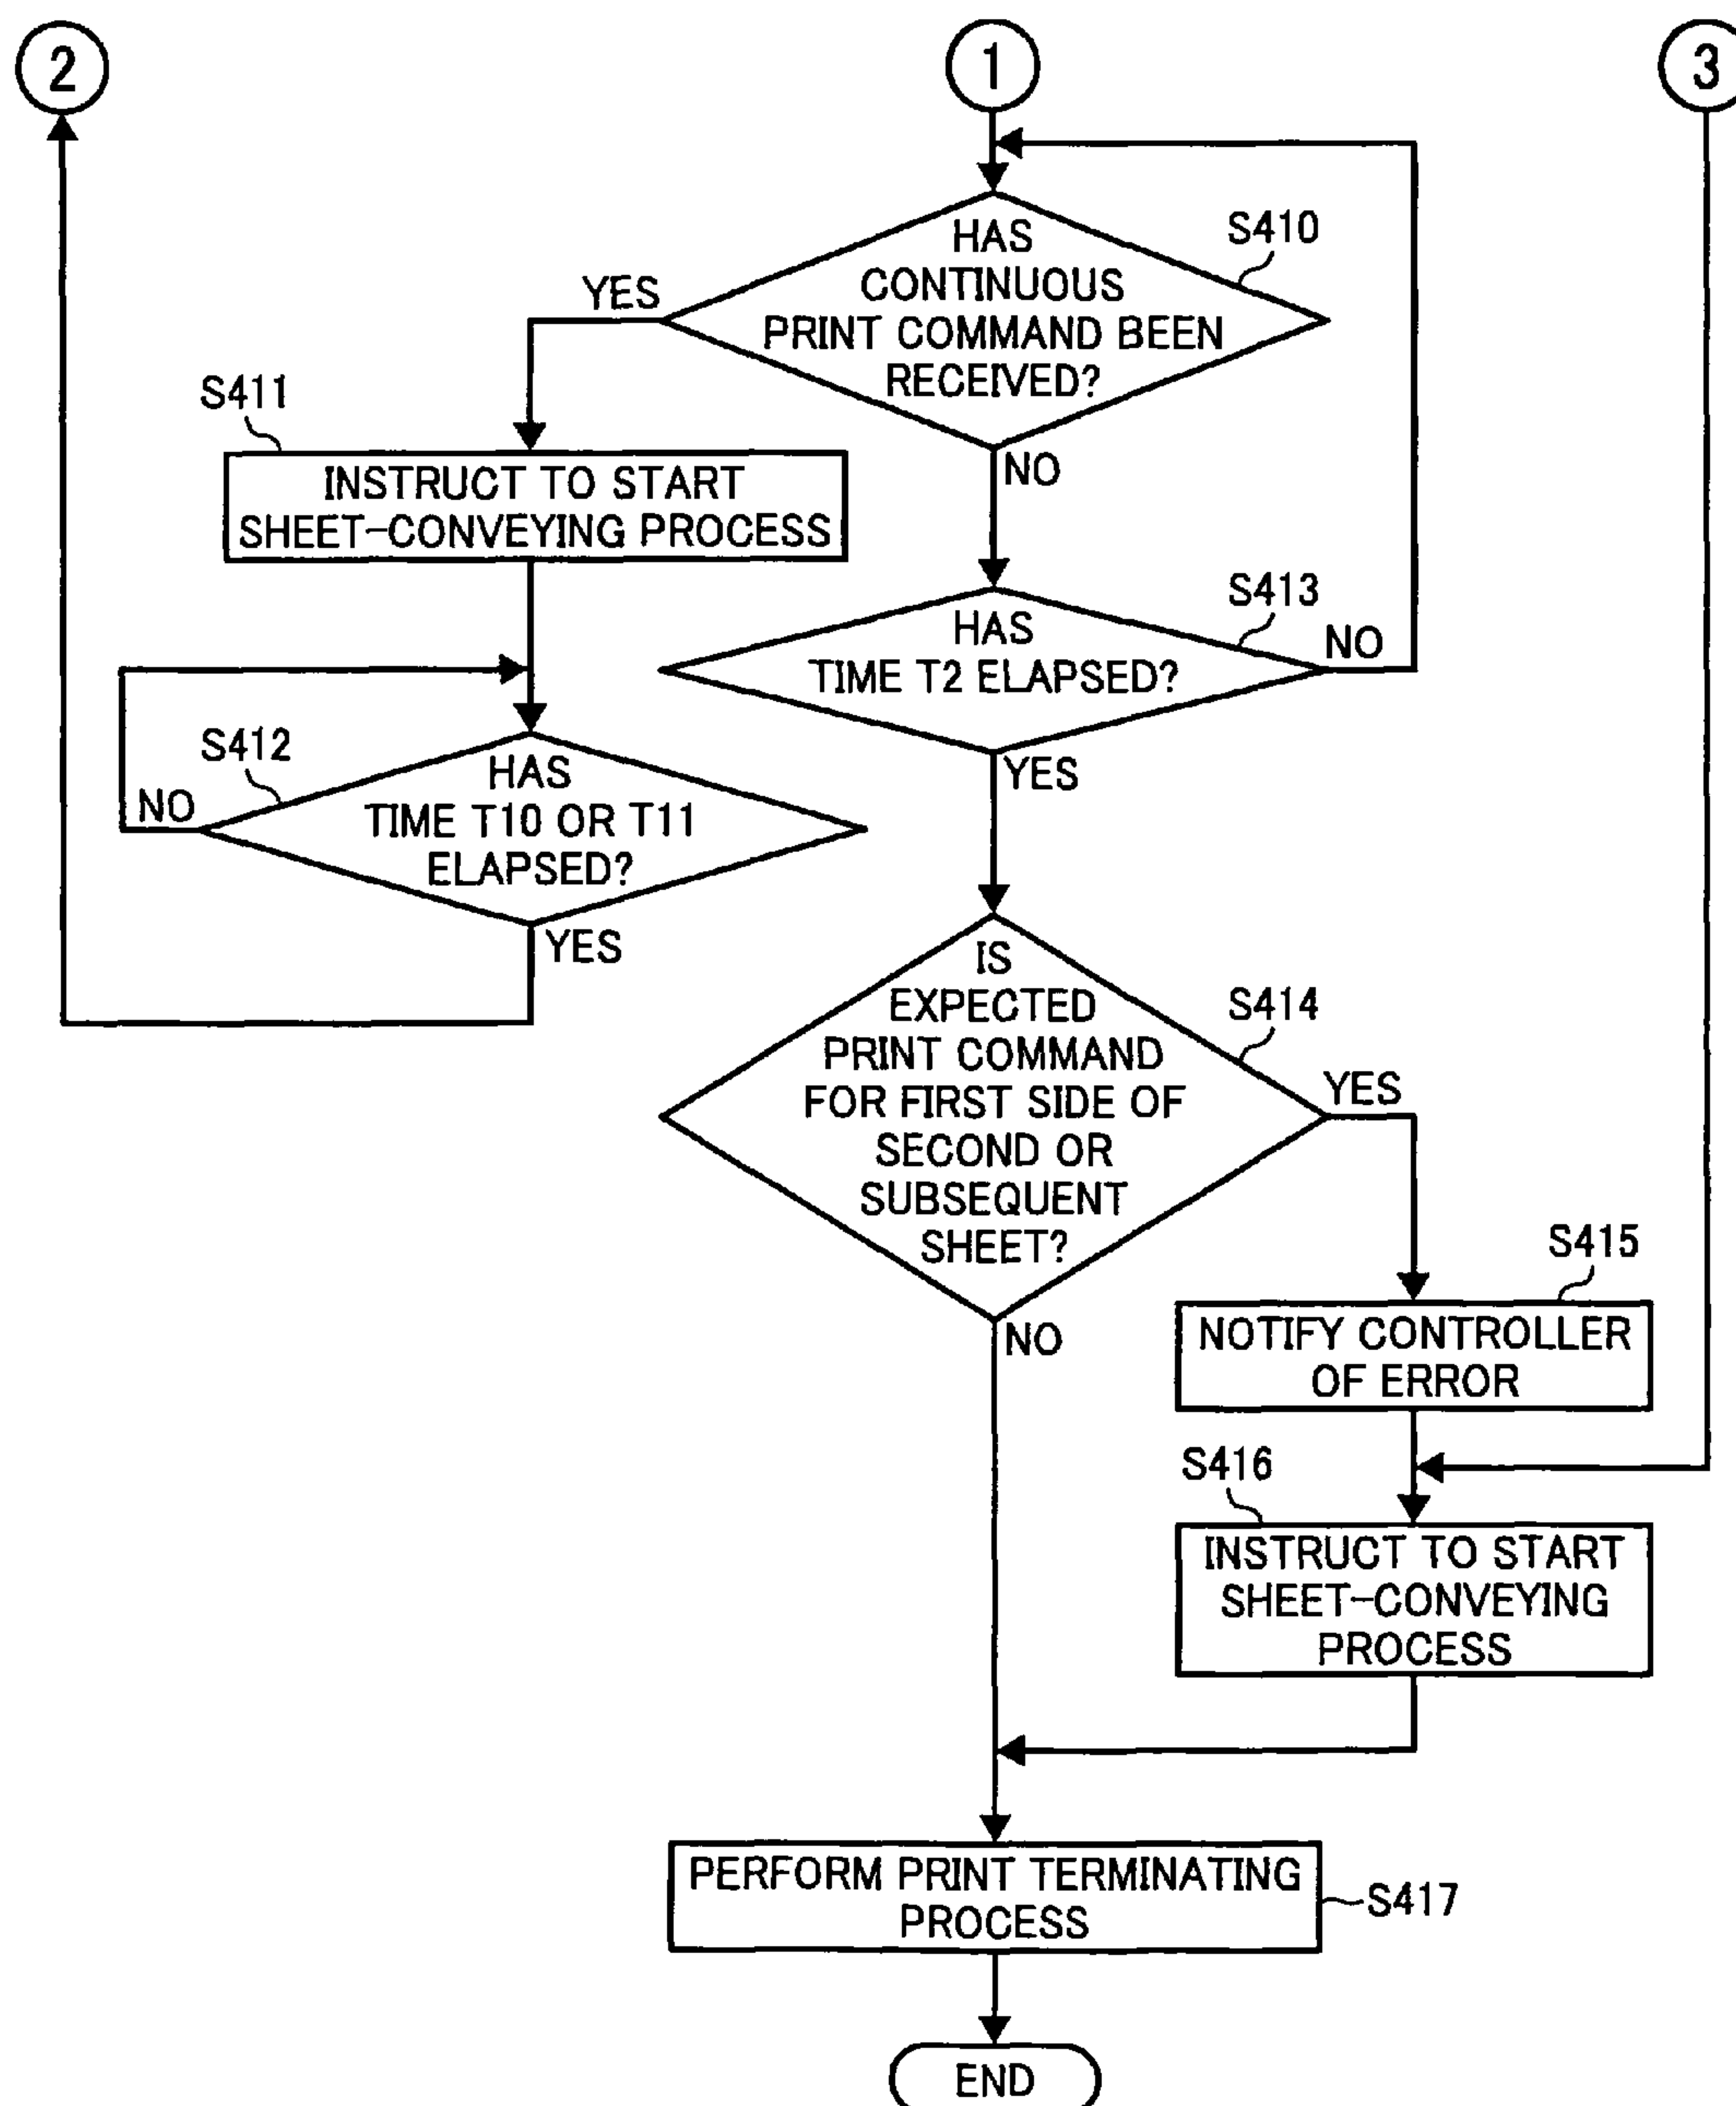 2
1
3
HAS
CONTINUOUS
PRINT COMMAND BEEN
RECEIVED?
S410
YES
NO
S411
INSTRUCT TO START
SHEET-CONVEYING PROCESS
HAS
TIME T2 ELAPSED?
S413
NO
YES
S412
HAS
TIME T10 OR T11
ELAPSED?
NO
YES
IS
EXPECTED
PRINT COMMAND
FOR FIRST SIDE OF
SECOND OR
SUBSEQUENT
SHEET?
S414
YES
NO
S415
NOTIFY CONTROLLER
OF ERROR
S416
INSTRUCT TO START
SHEET-CONVEYING
PROCESS
PERFORM PRINT TERMINATING
PROCESS
S417
END